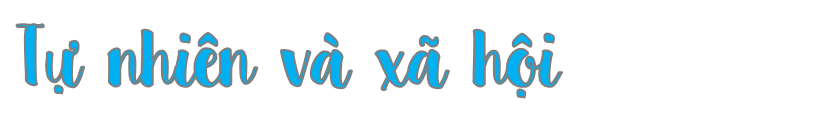 Tự nhiên và xã hội